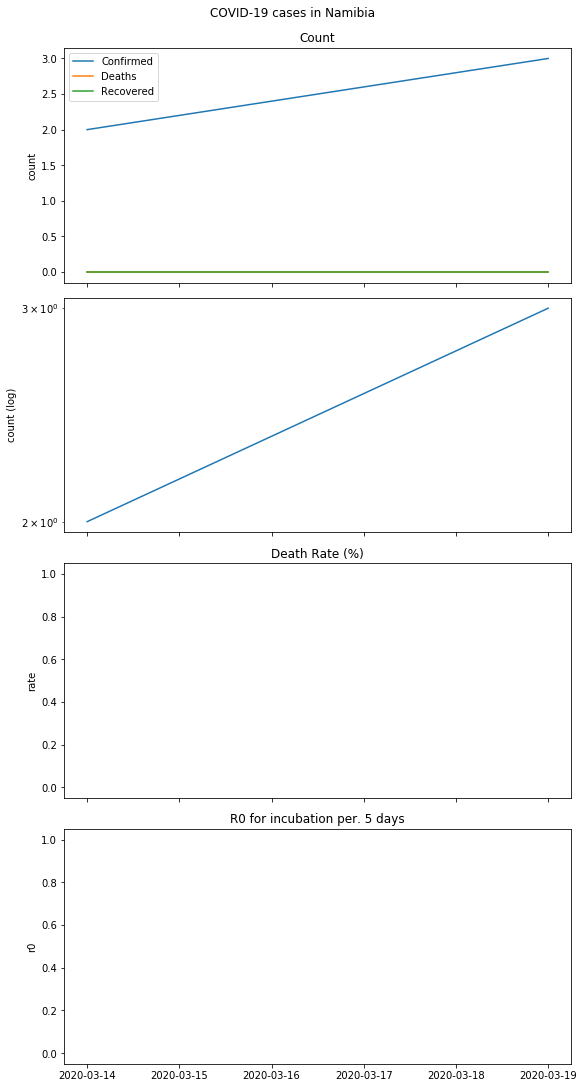 COVID-19 cases in Namibia
Count
Confirmed
Deaths
Recovered
3.0
2.5
2.0
1.5
1.0
0.5
0.0
count
3 × 10⁰
2 × 10⁰
count (log)
Death Rate (%)
1.0
0.8
0.6
0.4
0.2
0.0
rate
R0 for incubation per. 5 days
1.0
0.8
0.6
0.4
0.2
0.0
r0
2020-03-14 2020-03-15 2020-03-16 2020-03-17 2020-03-18 2020-03-19